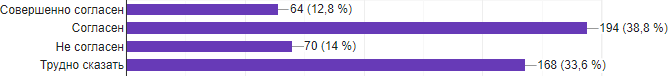 Совершенно согласен 64 (12,8 %)
Согласен 194 (38,8 %)
Не согласен 70 (14 %)
Трудно сказать 168 (33,6 %)